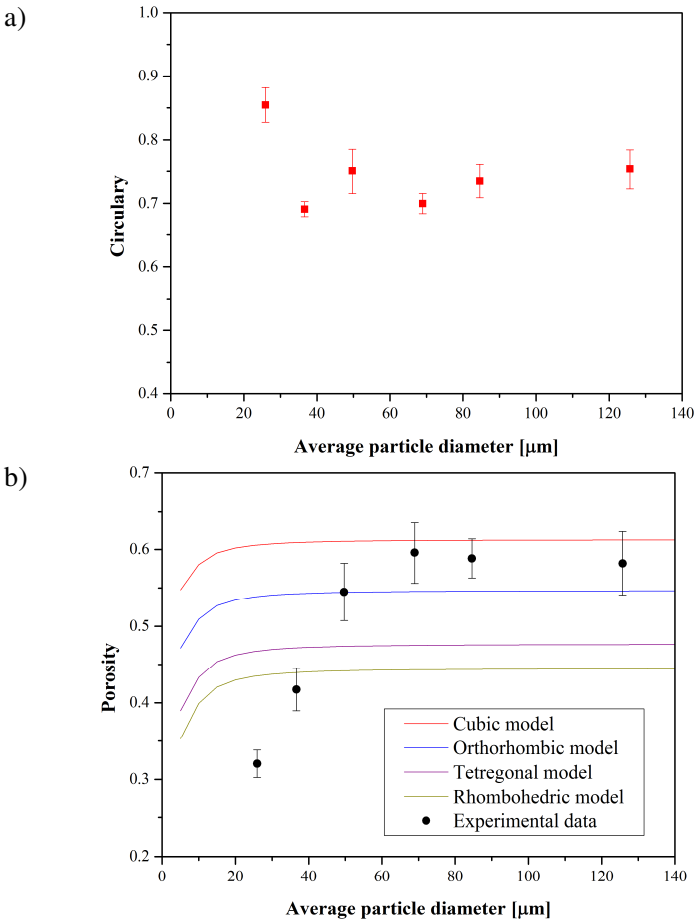 a)
1.0
0.9
0.8
0.7
0.6
0.5
0.4
Circulary
0 20 40 60 80 100 120 140
Average particle diameter [μm]
b)
0.7
0.6
0.5
0.4
0.3
0.2
Porosity
Cubic model
Orthorhombic model
Tetregonal model
Rhombohedric model
Experimental data
0 20 40 60 80 100 120 140
Average particle diameter [μm]